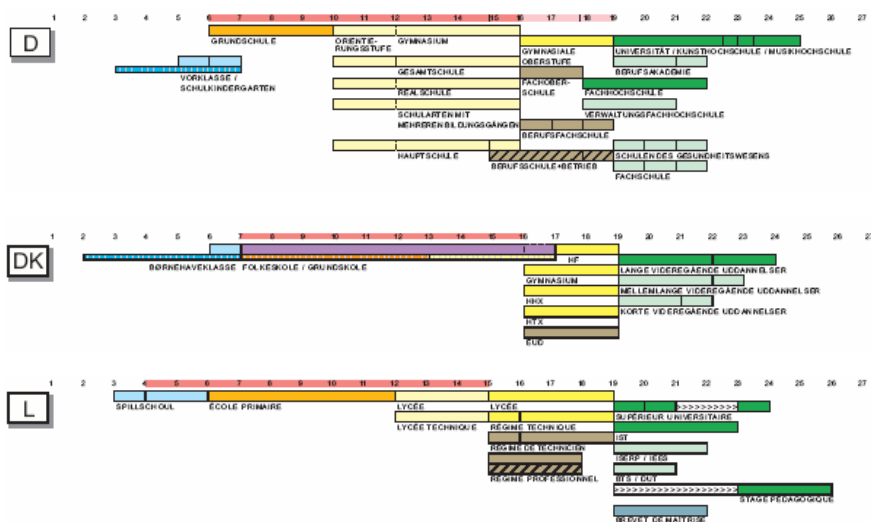 1 2 3 4 5 6 7 8 9 10 11 12 13 14 15 16 17 18 19 20 21 22 23 24 25 26 27
D
GRUNDSCHULE
ORIENTIE-
RUNGSSTUFE
GYMNASIUM
GYMNASIALE
OBERSTUFE
UNIVERSITÄT / KUNSTHOCHSCHULE / MUSIKHOCHSCHULE
VORKLASSE /
SCHULKINDERGARTEN
GESAMTSCHULE
BERUFSAKADEMIE
REALSCHULE
FACHOBER-
SCHULE
FACHHOCHSCHULE
SCHULARTEN MIT
MEHREREN BILDUNGSGÄNGEN
VERWALTUNGSFACHHOCHSCHULE
BERUFSFACHSCHULE
HAUPTSCHULE
BERUFSSCHULE+BETRIEB
SCHULEN DES GESUNDHEITSWESENS
FACHSCHULE
1 2 3 4 5 6 7 8 9 10 11 12 13 14 15 16 17 18 19 20 21 22 23 24 25 26 27
DK
BØRNEHAVEKLASSE
FOLKESKOLE / GRUNDSKOLE
HF
LANGE VIDEREGÅENDE UDDANNELSER
GYMNASIUM
MELLEMLANGE VIDEREGÅENDE UDDANNELSER
HHX
KORTE VIDEREGÅENDE UDDANNELSER
HTX
EUD
1 2 3 4 5 6 7 8 9 10 11 12 13 14 15 16 17 18 19 20 21 22 23 24 25 26 27
L
SPILLSCHOUL
ÉCOLE PRIMAIRE
LYCÉE
LYCÉE
SUPÉRIEUR UNIVERSITAIRE
LYCÉE TECHNIQUE
RÉGIME TECHNIQUE
IST
RÉGIME DE TECHNICIEN
ISERP / IEES
RÉGIME PROFESSIONNEL
BTS / DUT
STAGE PÉDAGOGIQUE
BREVET DE MAÎTRISE